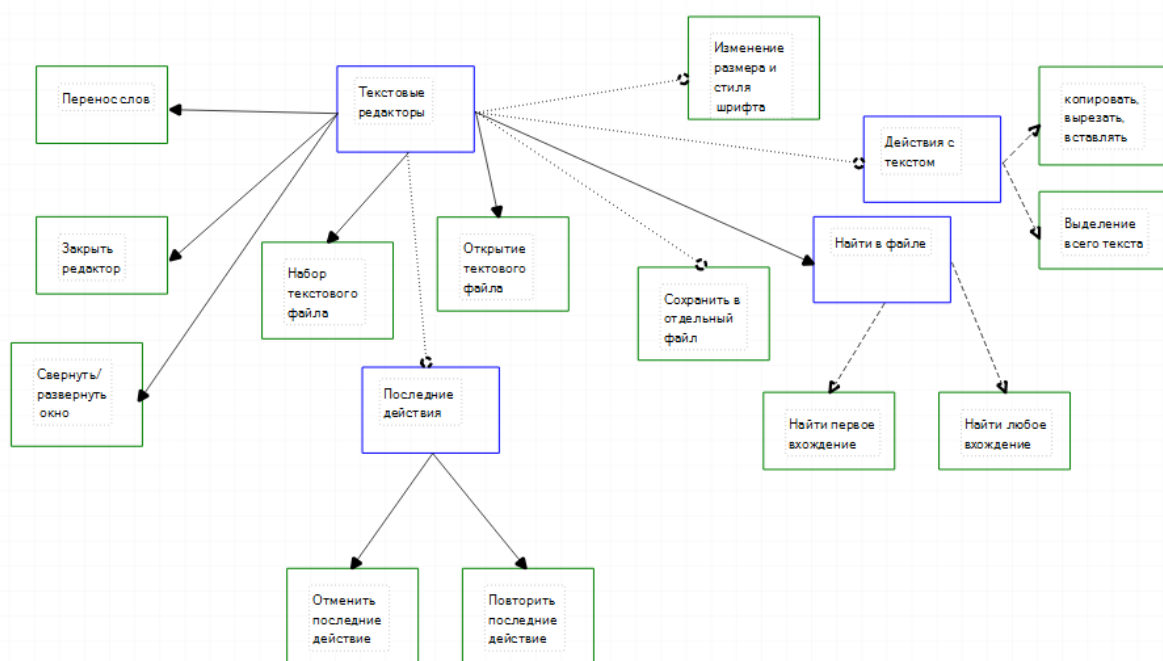 Изменение
размера и
стиля
шрифта
Перенос слов
Текстовые
редакторы
копировать,
вырезать,
вставлять
Действия с
текстом
Закрыть
редактор
Набор
текстового
файла
Открытие
тектового
файла
Найти в файле
Выделение
всего текста
Сохранить в
отдельный
файл
Свернуть/
развернуть
окно
Последние
действия
Найти первое
вхождение
Найти любое
вхождение
Отменить
последние
действие
Повторить
последние
действие